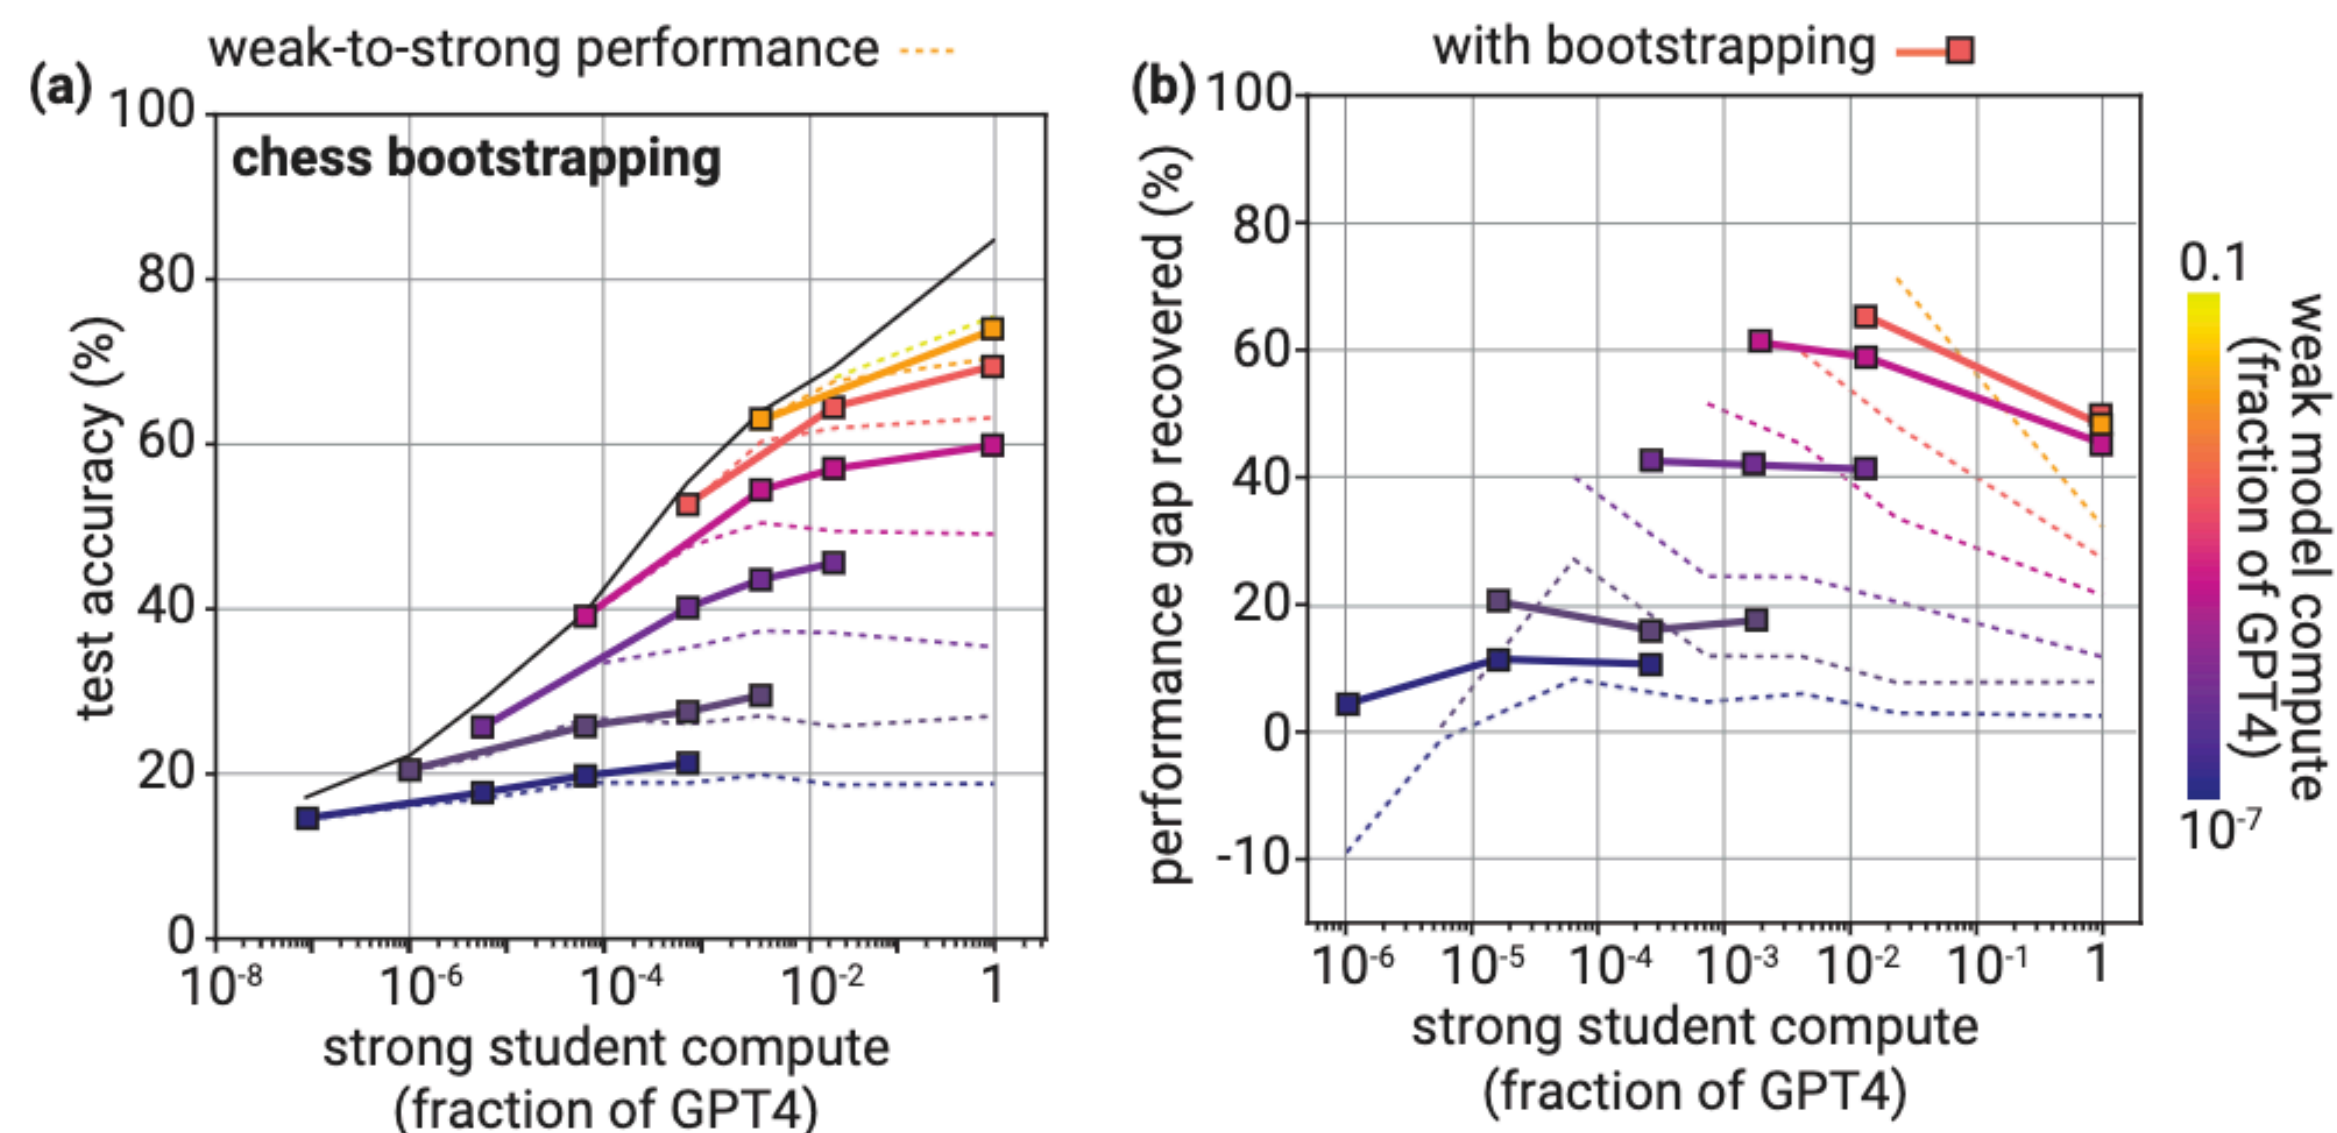 weak-to-strong performance
(a)
chess bootstrapping
test accuracy (%)
100
80
60
40
20
0
10-8 10-6 10-4 10-2 1
strong student compute
(fraction of GPT4)
with bootstrapping
(b)
performance gap recovered (%)
100
80
60
40
20
0
-10
10-6 10-5 10-4 10-3 10-2 10-1 1
strong student compute
(fraction of GPT4)
0.1
10-7
weak model compute
(fraction of GPT4)